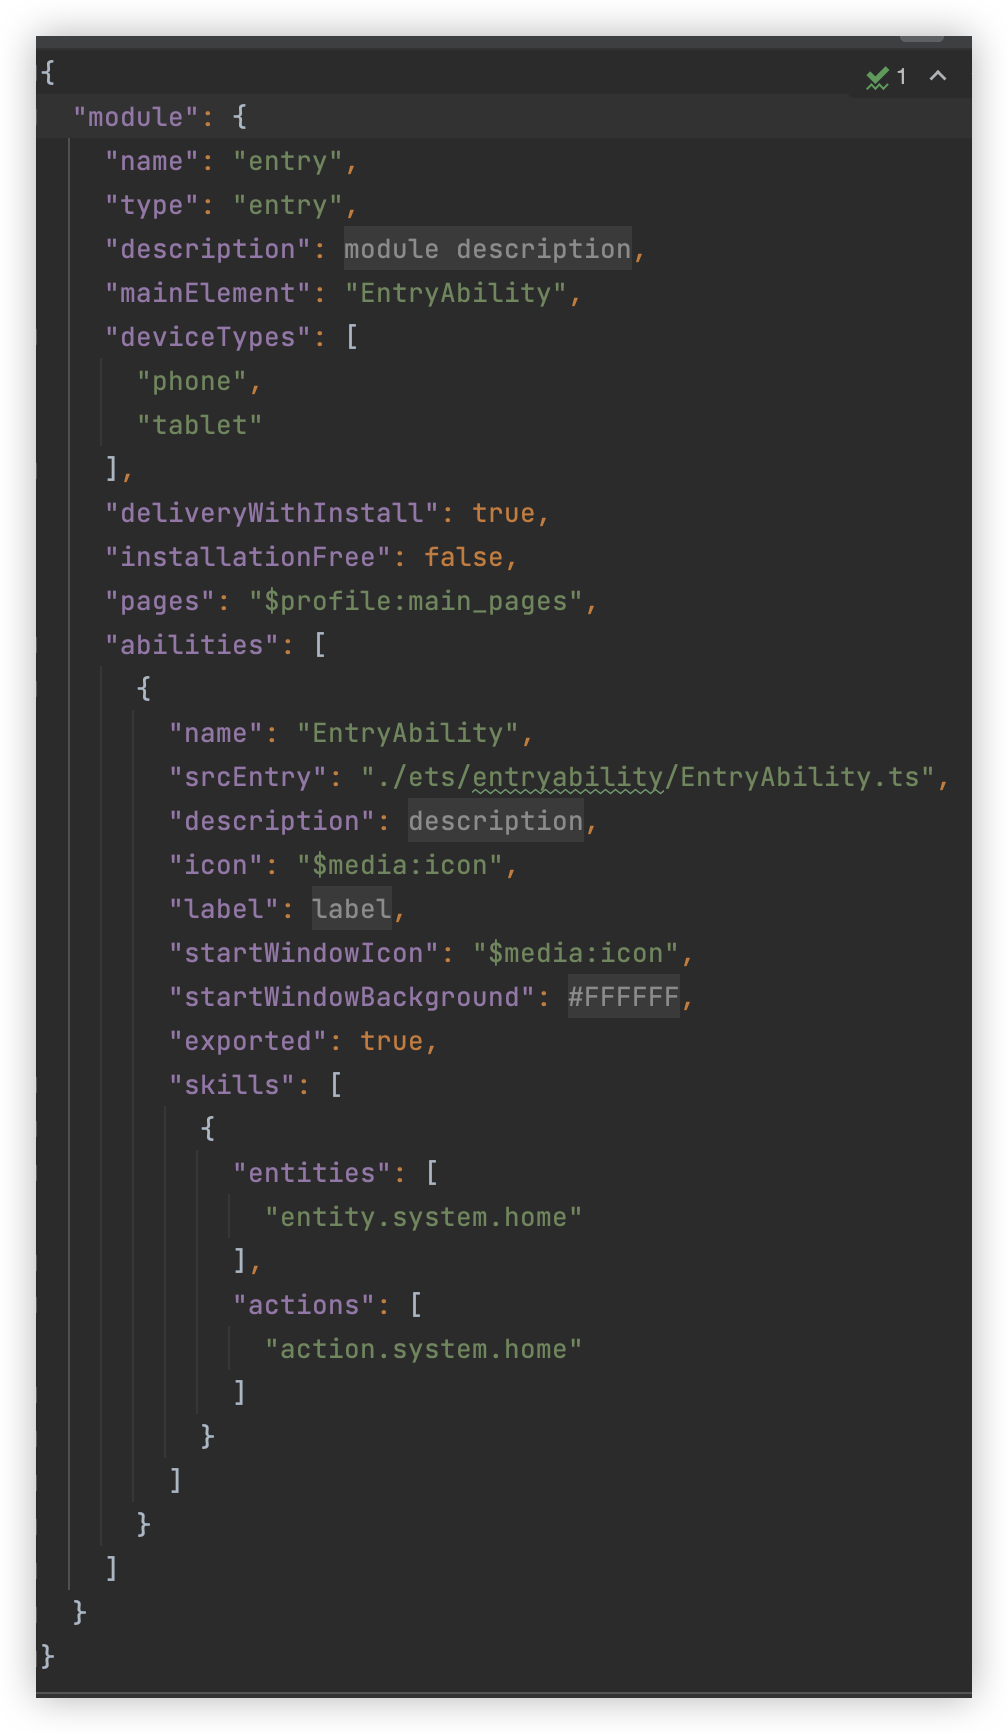 {
1
"module": {
"name": "entry",
"type": "entry",
"description": module description,
"mainElement": "EntryAbility",
"deviceTypes": [
"phone",
"tablet"
],
"deliveryWithInstall": true,
"installationFree": false,
"pages": "$profile:main_pages",
"abilities": [
{
"name": "EntryAbility",
"srcEntry": "./ets/entryability/EntryAbility.ts",
"description": description,
"icon": "$media:icon",
"label": label,
"startWindowIcon": "$media:icon",
"startWindowBackground": #FFFFFF,
"exported": true,
"skills": [
{
"entities": [
"entity.system.home"
],
"actions": [
"action.system.home"
]
}
]
}
]
}
}